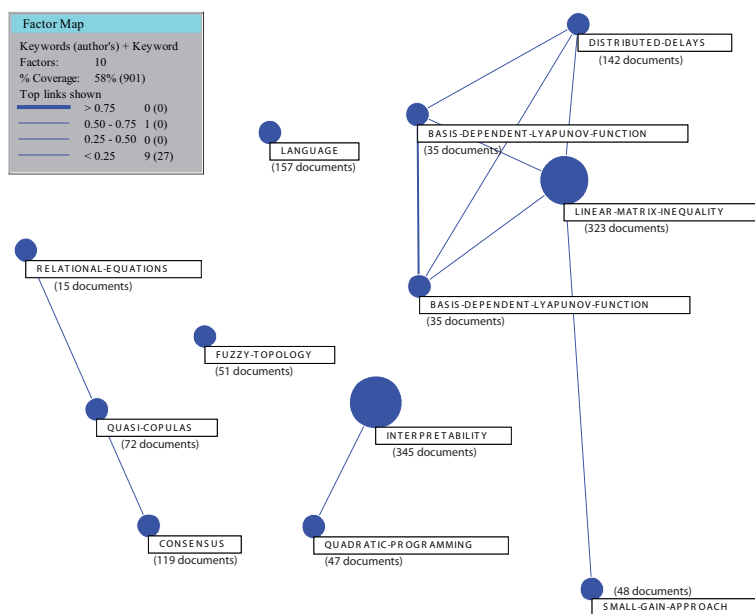 Factor Map
Keywords (author's) + Keyword
Factors: 10
% Coverage: 58% (901)
Top links shown
> 0.75 0 (0)
0.50 - 0.75 1 (0)
0.25 - 0.50 0 (0)
< 0.25 9 (27)
DISTRIBUTED-DELAYS
(142 documents)
BASIS-DEPENDENT-LYAPUNOV-FUNCTION
(35 documents)
LANGUAGE
(157 documents)
LINEAR-MATRIX-INEQUALITY
(323 documents)
RELATIONAL-EQUATIONS
(15 documents)
BASIS-DEPENDENT-LYAPUNOV-FUNCTION
(35 documents)
FUZZY-TOPOLOGY
(51 documents)
QUASI-COPULAS
(72 documents)
INTERPRETABILITY
(345 documents)
CONSENSUS
(119 documents)
QUADRATIC-PROGRAMMING
(47 documents)
(48 documents)
SMALL-GAIN-APPROACH